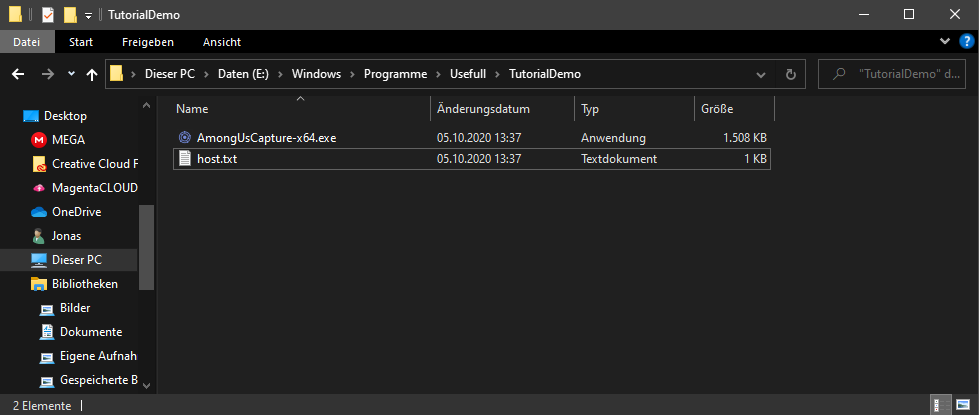 TutorialDemo
Datei Start Freigeben Ansicht
Dieser PC Daten (E:) Windows Programme Usefull TutorialDemo "TutorialDemo" d...
Name Änderungsdatum Typ Größe
AmongUsCapture-x64.exe 05.10.2020 13:37 Anwendung 1.508 KB
host.txt 05.10.2020 13:37 Textdokument 1 KB
Desktop
MEGA
Creative Cloud F
MagentaCLOUD
OneDrive
Jonas
Dieser PC
Bibliotheken
Bilder
Dokumente
Eigene Aufnah
Gespeicherte B
2 Elemente